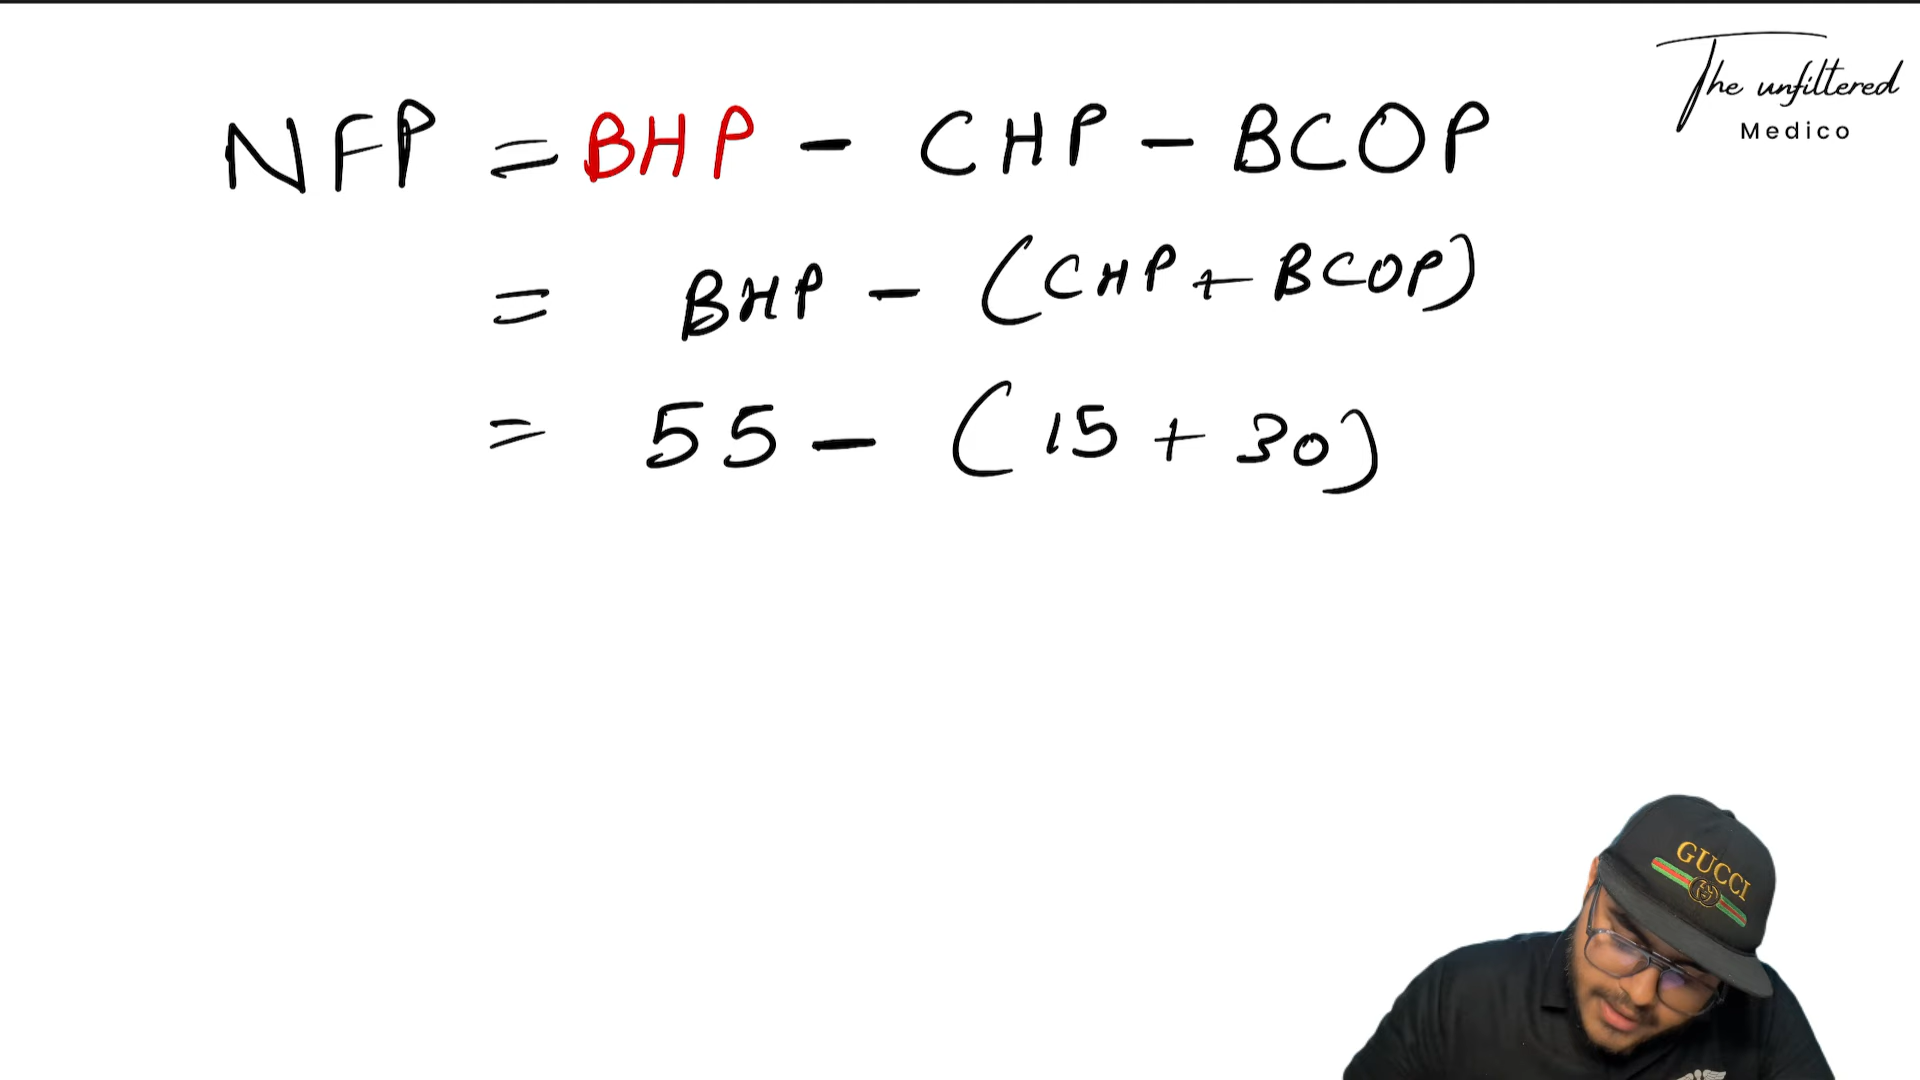 The unfiltered
Medico
NFP = BHP - CHP - BCOP
= BHP - (CHP + BCOP)
= 55 - (15 + 30)
GUCCI